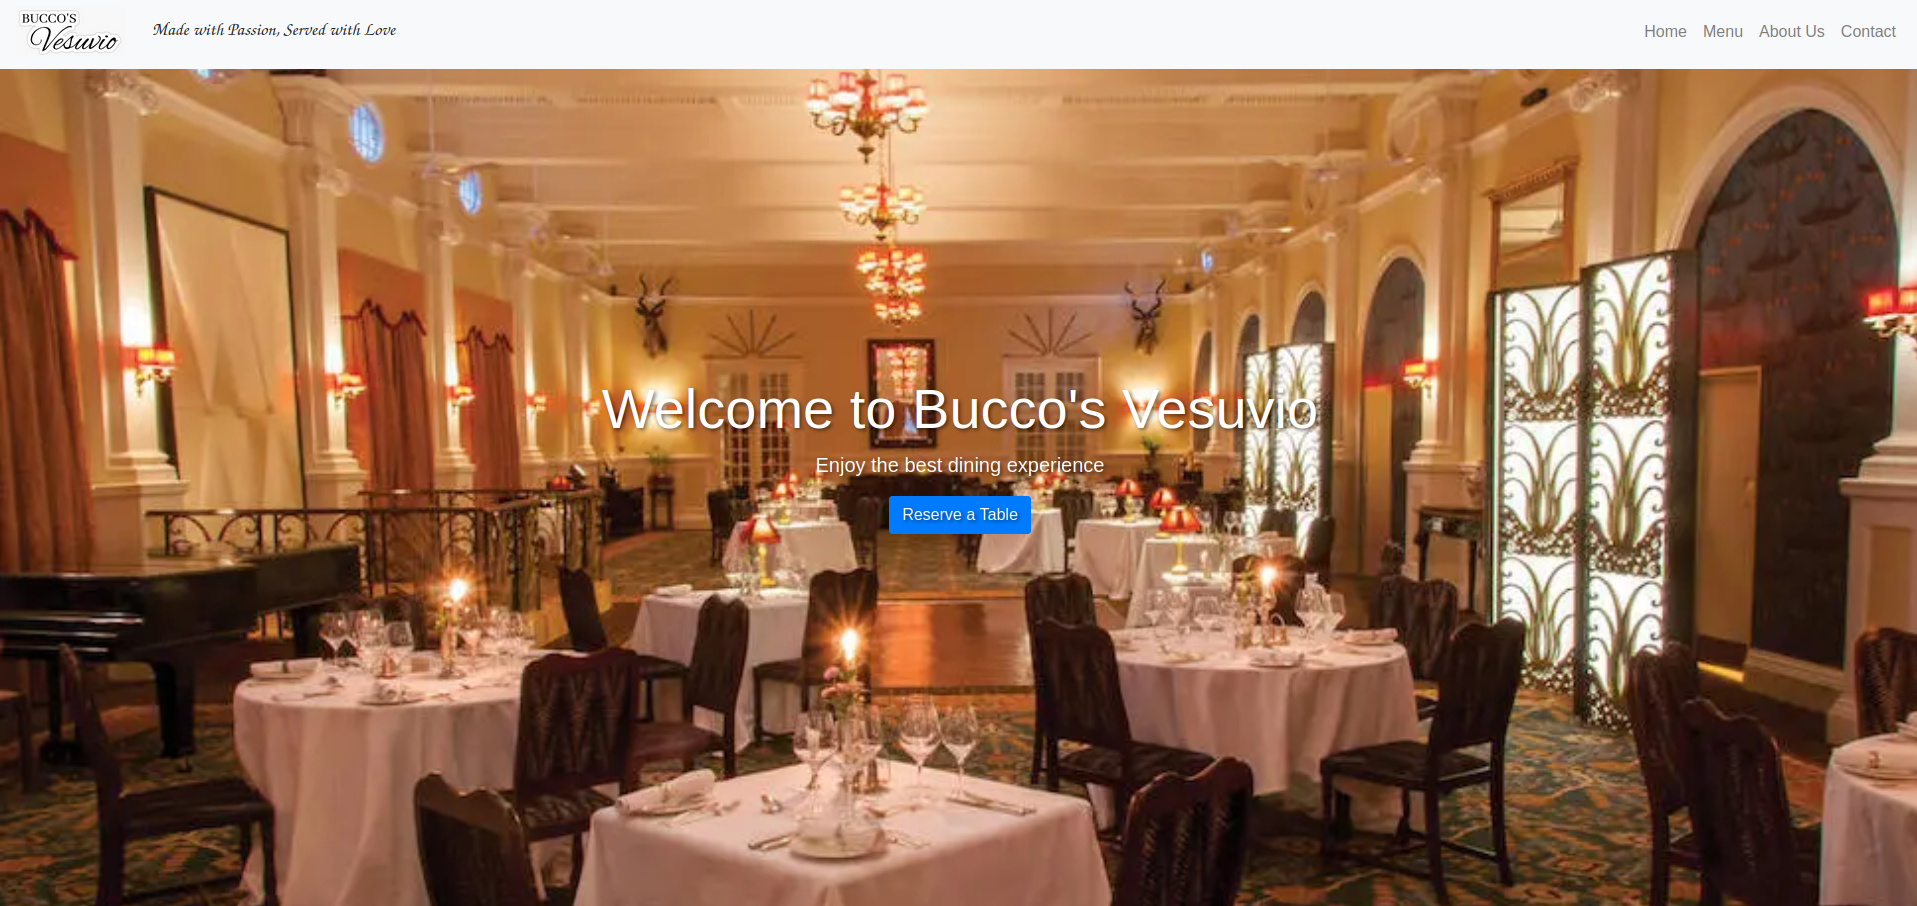 BUCCO'S
Vesuvio
Made with Passion, Served with Love
Home
Menu
About Us
Contact
Welcome to Bucco's Vesuvio
Enjoy the best dining experience
Reserve a Table